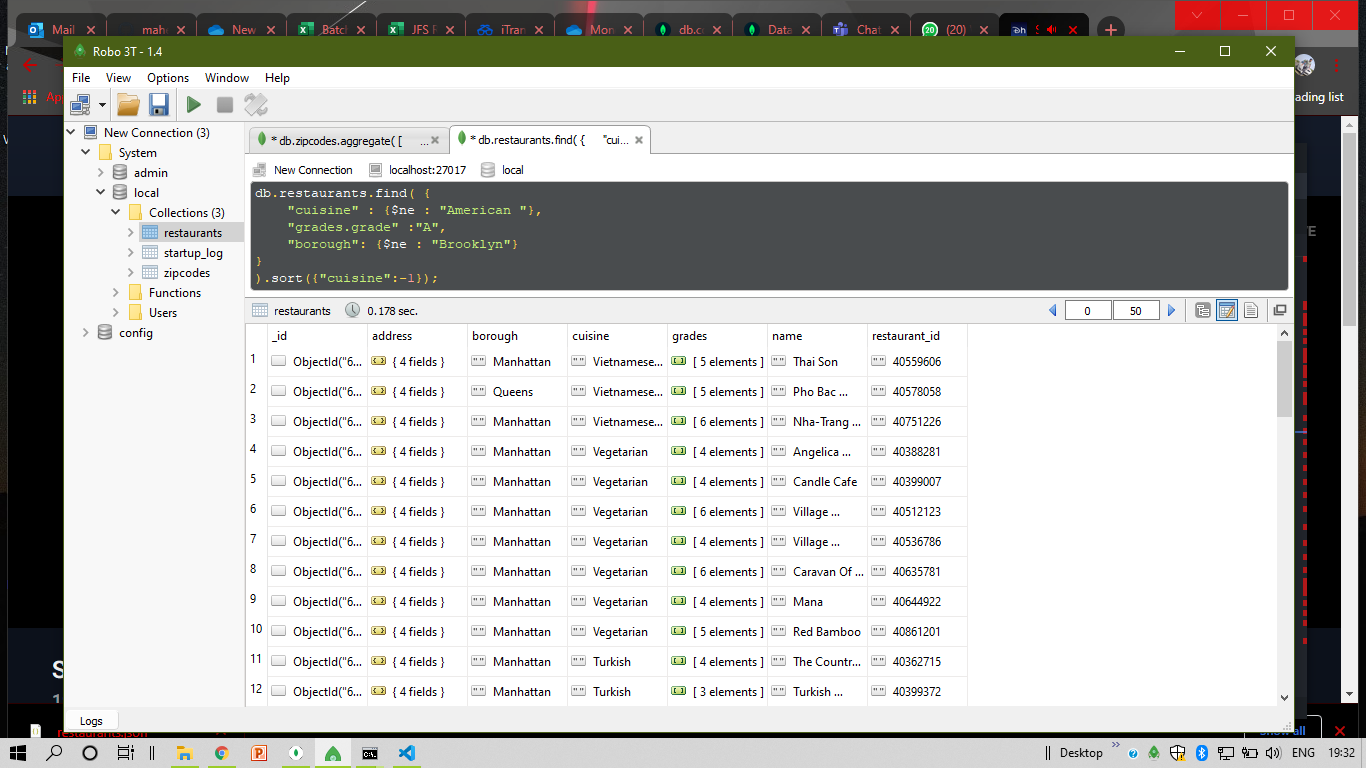 Mail
mah
New
Batch
JFS F
iTran
Mon
db.cu
Data
Chat
20
(20)
Robo 3T - 1.4
File View Options Window Help
ading list
New Connection (3)
System
admin
local
Collections (3)
restaurants
startup_log
zipcodes
Functions
Users
config
* db.zipcodes.aggregate( [ ...
* db.restaurants.find( { "cui...
New Connection localhost:27017 local
db.restaurants.find( {
"cuisine" : {$ne : "American "},
"grades.grade" :"A",
"borough": {$ne : "Brooklyn"}
}
).sort({"cuisine":-1});
restaurants 0.178 sec. 0 50
_id address borough cuisine grades name restaurant_id
1 ObjectId("6... { 4 fields } Manhattan Vietnamese... [ 5 elements ] Thai Son 40559606
2 ObjectId("6... { 4 fields } Queens Vietnamese... [ 5 elements ] Pho Bac ... 40578058
3 ObjectId("6... { 4 fields } Manhattan Vietnamese... [ 6 elements ] Nha-Trang ... 40751226
4 ObjectId("6... { 4 fields } Manhattan Vegetarian [ 4 elements ] Angelica ... 40388281
5 ObjectId("6... { 4 fields } Manhattan Vegetarian [ 4 elements ] Candle Cafe 40399007
6 ObjectId("6... { 4 fields } Manhattan Vegetarian [ 6 elements ] Village ... 40512123
7 ObjectId("6... { 4 fields } Manhattan Vegetarian [ 4 elements ] Village ... 40536786
8 ObjectId("6... { 4 fields } Manhattan Vegetarian [ 6 elements ] Caravan Of ... 40635781
9 ObjectId("6... { 4 fields } Manhattan Vegetarian [ 4 elements ] Mana 40644922
10 ObjectId("6... { 4 fields } Manhattan Vegetarian [ 5 elements ] Red Bamboo 40861201
11 ObjectId("6... { 4 fields } Manhattan Turkish [ 4 elements ] The Countr... 40362715
12 ObjectId("6... { 4 fields } Manhattan Turkish [ 3 elements ] Turkish ... 40399372
Logs
restaurants.json
Show all
Desktop ENG 19:32